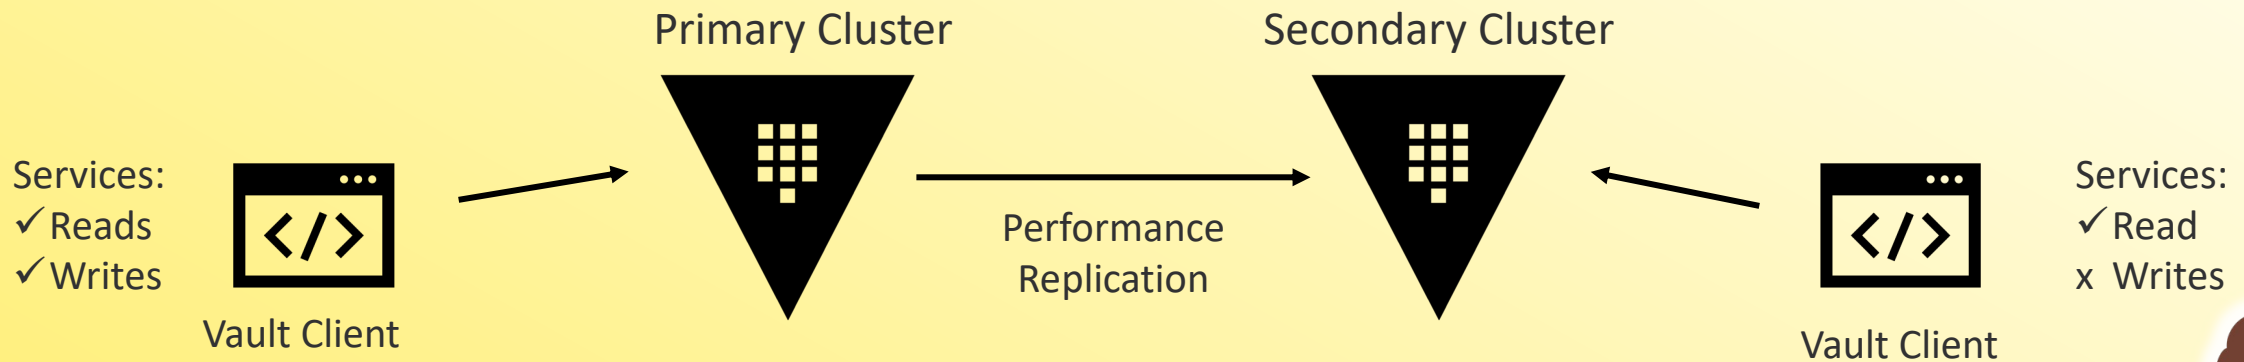 Primary Cluster
Secondary Cluster
Services:
✓ Reads
✓ Writes
</>
Vault Client
Performance
Replication
</>
Vault Client
Services:
✓ Read
x Writes